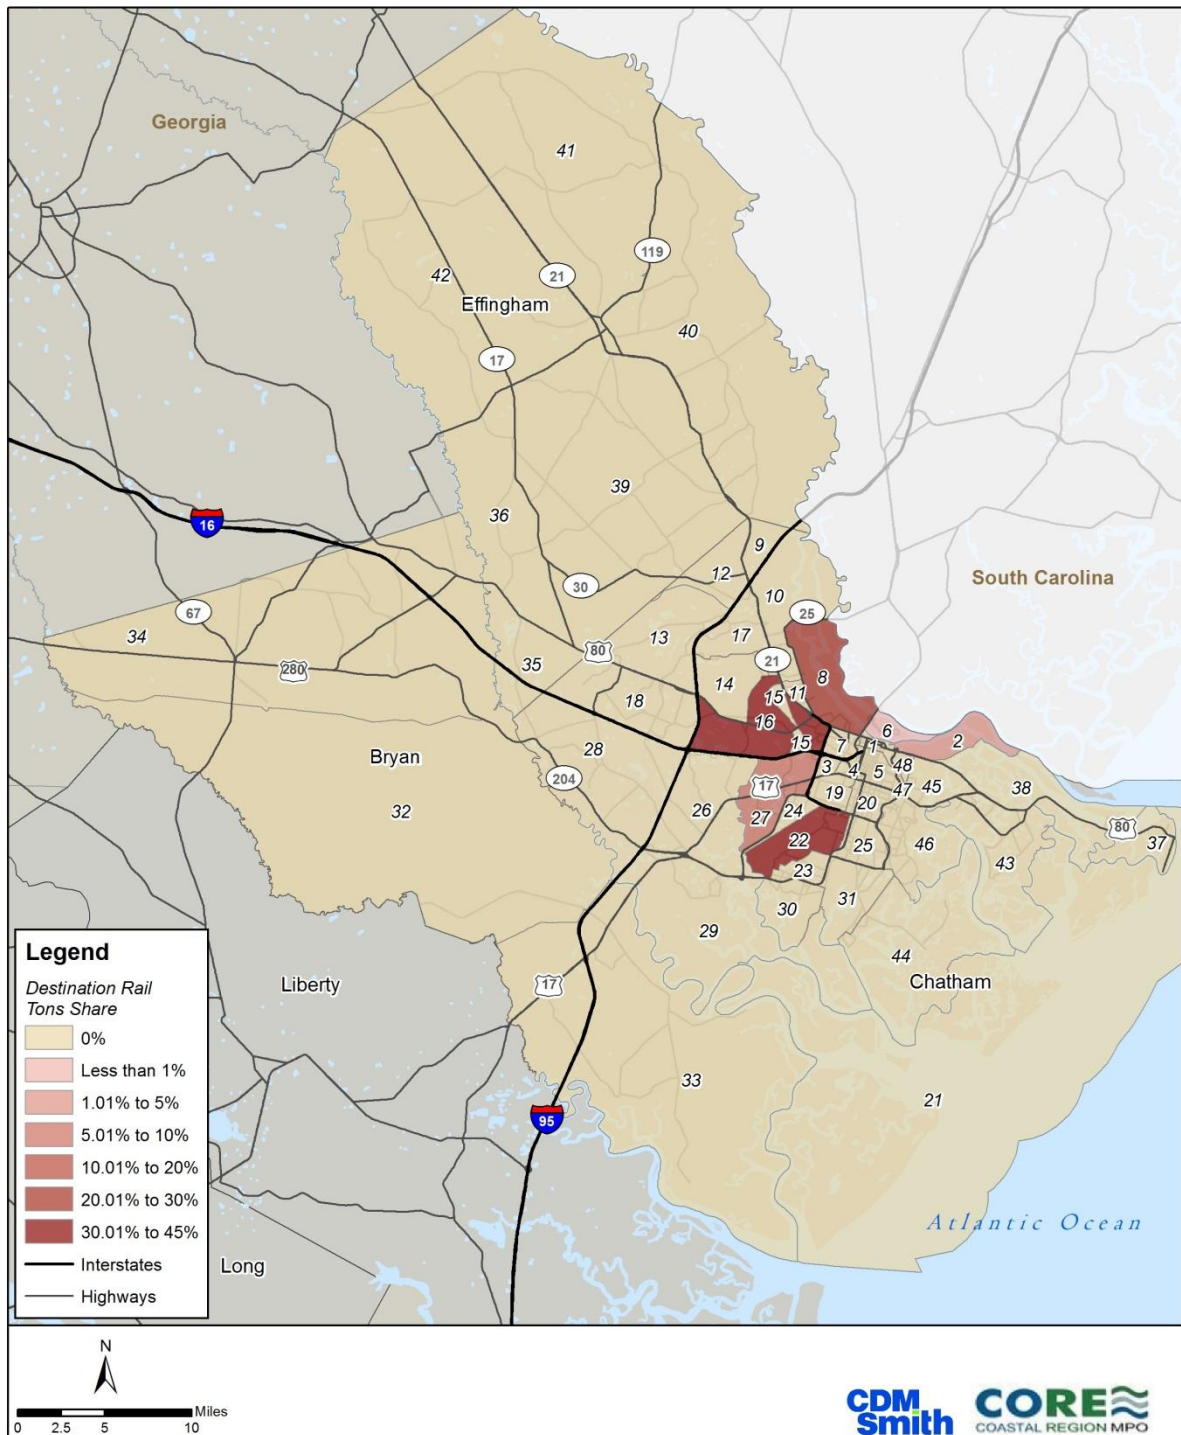 Georgia
41
119
42
21
Effingham
40
17
39
36
16
9
South Carolina
12
30
10
67
25
34
13
17
80
21
35
280
8
14
11
15
18
16
6
2
28
15
7
1
Bryan
3
4
5
48
204
17
45
38
19
47
32
26
27
24
20
80
22
25
46
37
23
43
30
31
29
44
Chatham
Liberty
17
33
21
95
Atlantic Ocean
Long
Legend
Destination Rail
Tons Share
0%
Less than 1%
1.01% to 5%
5.01% to 10%
10.01% to 20%
20.01% to 30%
30.01% to 45%
Interstates
Highways
N
Miles
0 2.5 5 10
CDM
Smith
CORE
COASTAL REGION MPO